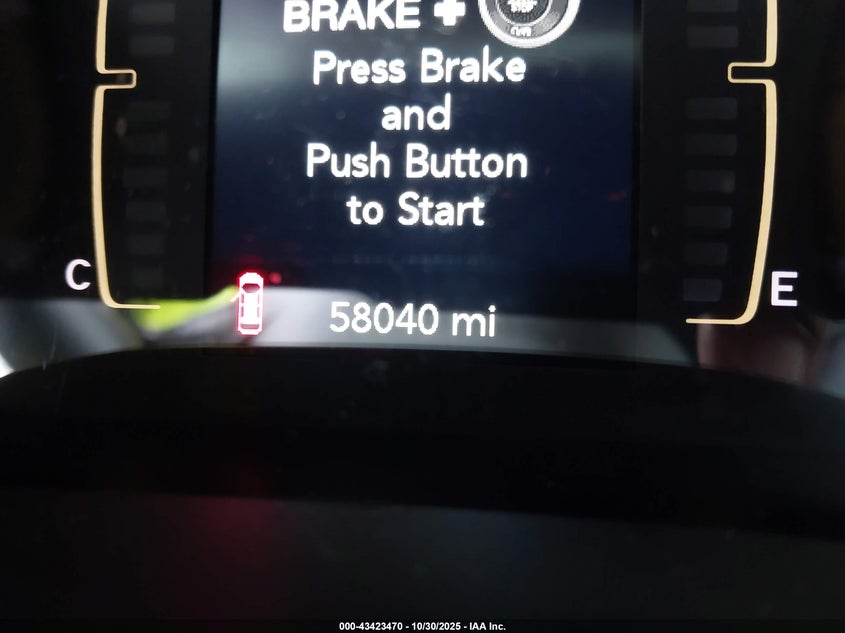 BRAKE +
Press Brake
and
Push Button
to Start
C
E
58040 mi
000-43423470 - 10/30/2025 - IAA Inc.